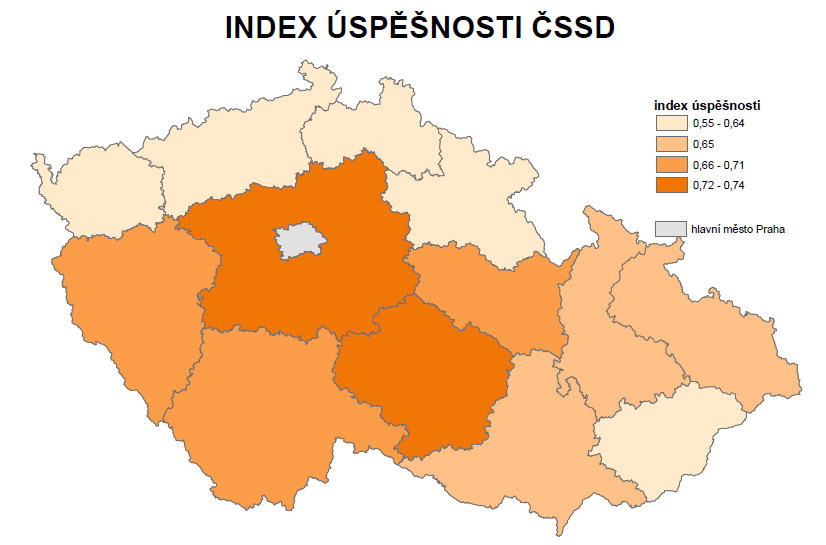 INDEX ÚSPĚŠNOSTI ČSSD
index úspěšnosti
0,55 - 0,64
0,65
0,66 - 0,71
0,72 - 0,74
hlavní město Praha